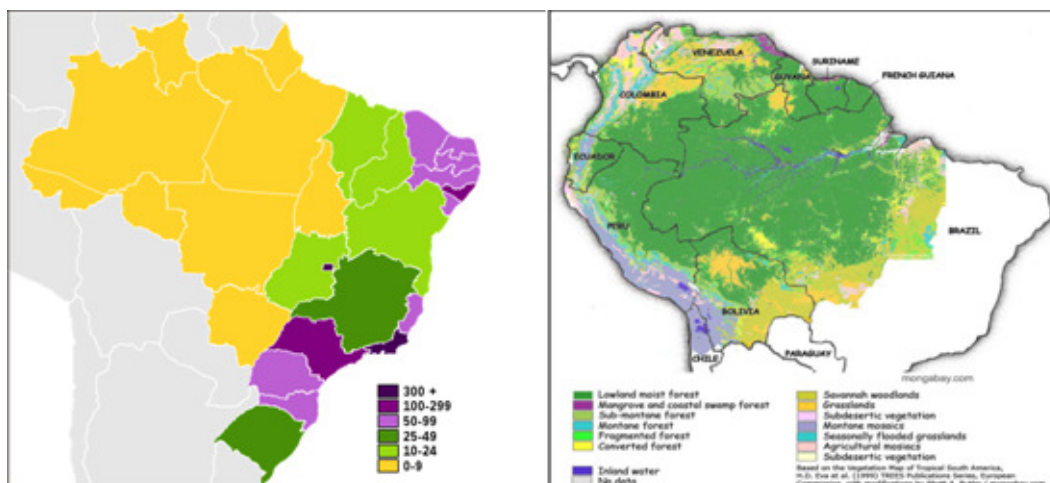 300 +
100-299
50-99
25-49
10-24
0-9
VENEZUELA
SURINAME
GUYANA
FRENCH GUIANA
COLOMBIA
ECUADOR
PERU
BRAZIL
BOLIVIA
PARAGUAY
CHILE
mongabay.com
Lowland moist forest
Mangrove and coastal swamp forest
Sub-montane forest
Montane forest
Fragmented forest
Converted forest
Inland water
No data
Savannah woodlands
Grasslands
Subdesertic vegetation
Montane mosaics
Seasonally flooded grasslands
Agricultural mosiacs
Subdesertic vegetation
Based on the Vegetation Map of Tropical South America,
H.D. Eva et al. (1999) TREES Publications Series, European